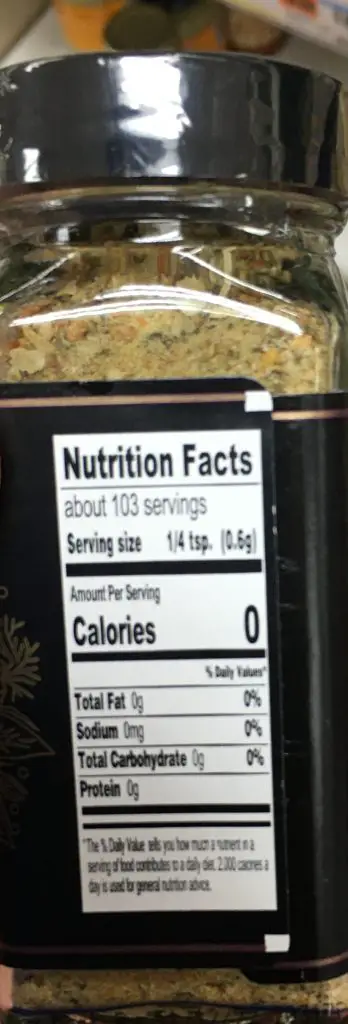 Nutrition Facts
about 103 servings
Serving size 1/4 tsp. (0.6g)
Amount Per Serving
Calories 0
% Daily Values*
Total Fat 0g 0%
Sodium 0mg 0%
Total Carbohydrate 0g 0%
Protein 0g
*The % Daily Value tells you how much a nutrient in a
serving of food contributes to a daily diet. 2,000 calories a
day is used for general nutrition advice.